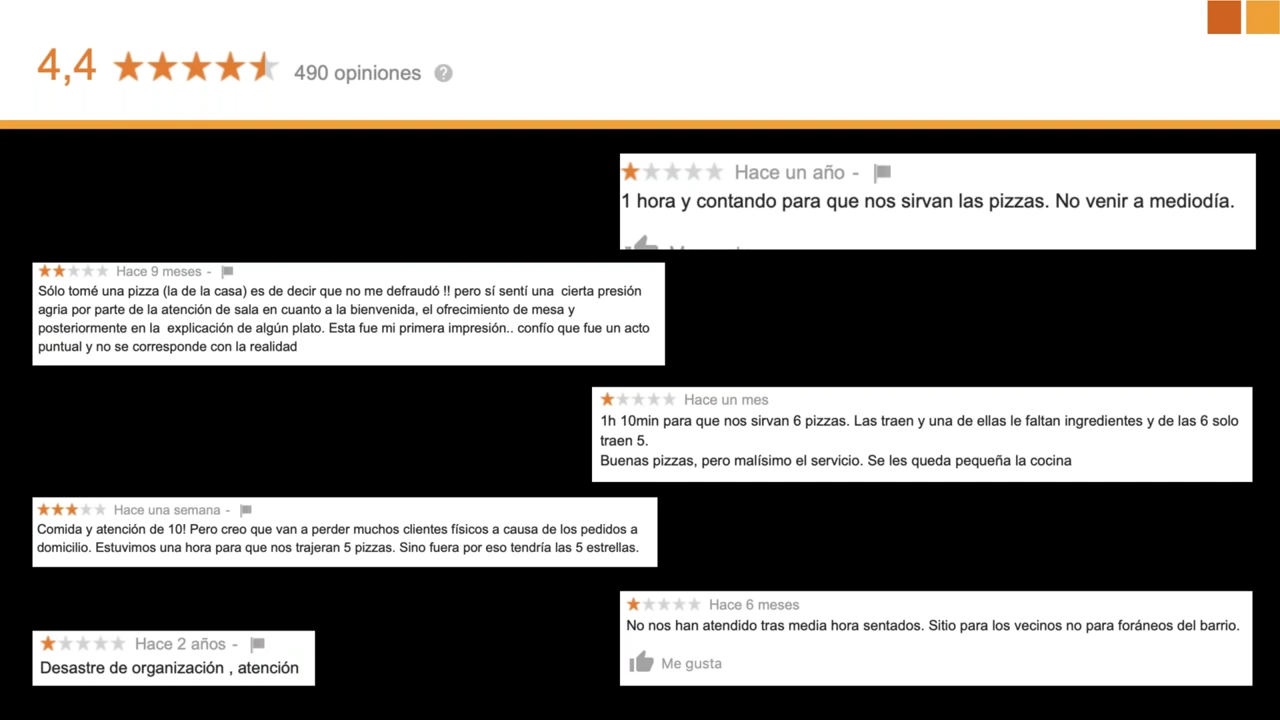 4,4 490 opiniones ?
Hace un año -
1 hora y contando para que nos sirvan las pizzas. No venir a mediodía.
Hace 9 meses -
Sólo tomé una pizza (la de la casa) es de decir que no me defraudó !! pero sí sentí una cierta presión
agria por parte de la atención de sala en cuanto a la bienvenida, el ofrecimiento de mesa y
posteriormente en la explicación de algún plato. Esta fue mi primera impresión.. confío que fue un acto
puntual y no se corresponde con la realidad
Hace un mes
1h 10min para que nos sirvan 6 pizzas. Las traen y una de ellas le faltan ingredientes y de las 6 solo
traen 5.
Buenas pizzas, pero malísimo el servicio. Se les queda pequeña la cocina
Hace una semana -
Comida y atención de 10! Pero creo que van a perder muchos clientes físicos a causa de los pedidos a
domicilio. Estuvimos una hora para que nos trajeran 5 pizzas. Sino fuera por eso tendría las 5 estrellas.
Hace 6 meses
No nos han atendido tras media hora sentados. Sitio para los vecinos no para foráneos del barrio.
Me gusta
Hace 2 años -
Desastre de organización , atención